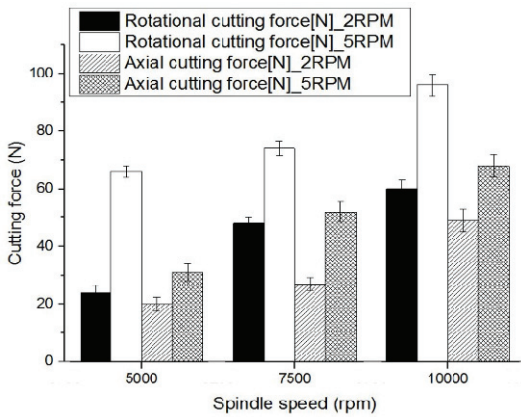 Rotational cutting force[N]_2RPM
Rotational cutting force[N]_5RPM
Axial cutting force[N]_2RPM
Axial cutting force[N]_5RPM
100
80
60
40
20
0
Cutting force (N)
5000 7500 10000
Spindle speed (rpm)